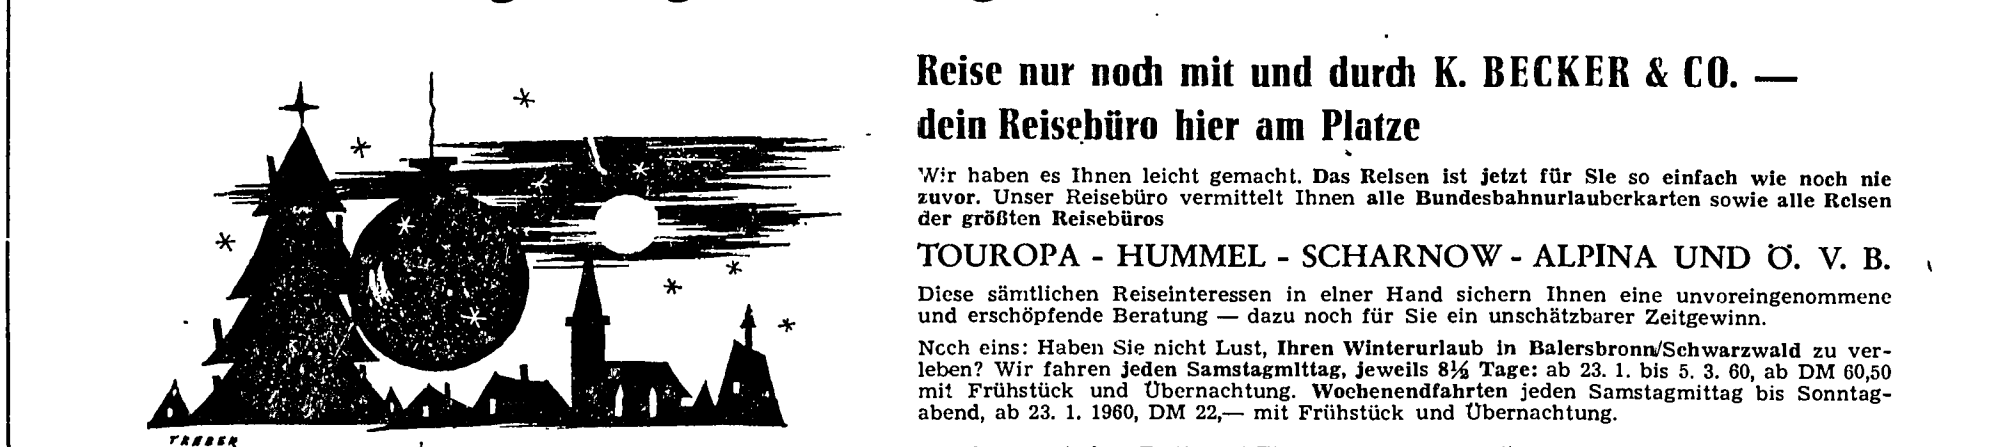 Reise nur noch mit und durch K. BECKER & CO. —
dein Reisebüro hier am Platze
Wir haben es Ihnen leicht gemacht. Das Reisen ist jetzt für Sie so einfach wie noch nie
zuvor. Unser Reisebüro vermittelt Ihnen alle Bundesbahnurlauberkarten sowie alle Reisen
der größten Reisebüros
TOUROPA - HUMMEL - SCHARNOW - ALPINA UND Ö. V. B.
Diese sämtlichen Reiseinteressen in einer Hand sichern Ihnen eine unvoreingenommene
und erschöpfende Beratung — dazu noch für Sie ein unschätzbarer Zeitgewinn.
Noch eins: Haben Sie nicht Lust, Ihren Winterurlaub in Baiersbronn/Schwarzwald zu ver-
leben? Wir fahren jeden Samstagmittag, jeweils 8½ Tage: ab 23. 1. bis 5. 3. 60, ab DM 60,50
mit Frühstück und Übernachtung. Wochenendfahrten jeden Samstagmittag bis Sonntag-
abend, ab 23. 1. 1960, DM 22,— mit Frühstück und Übernachtung.
TRÆBER